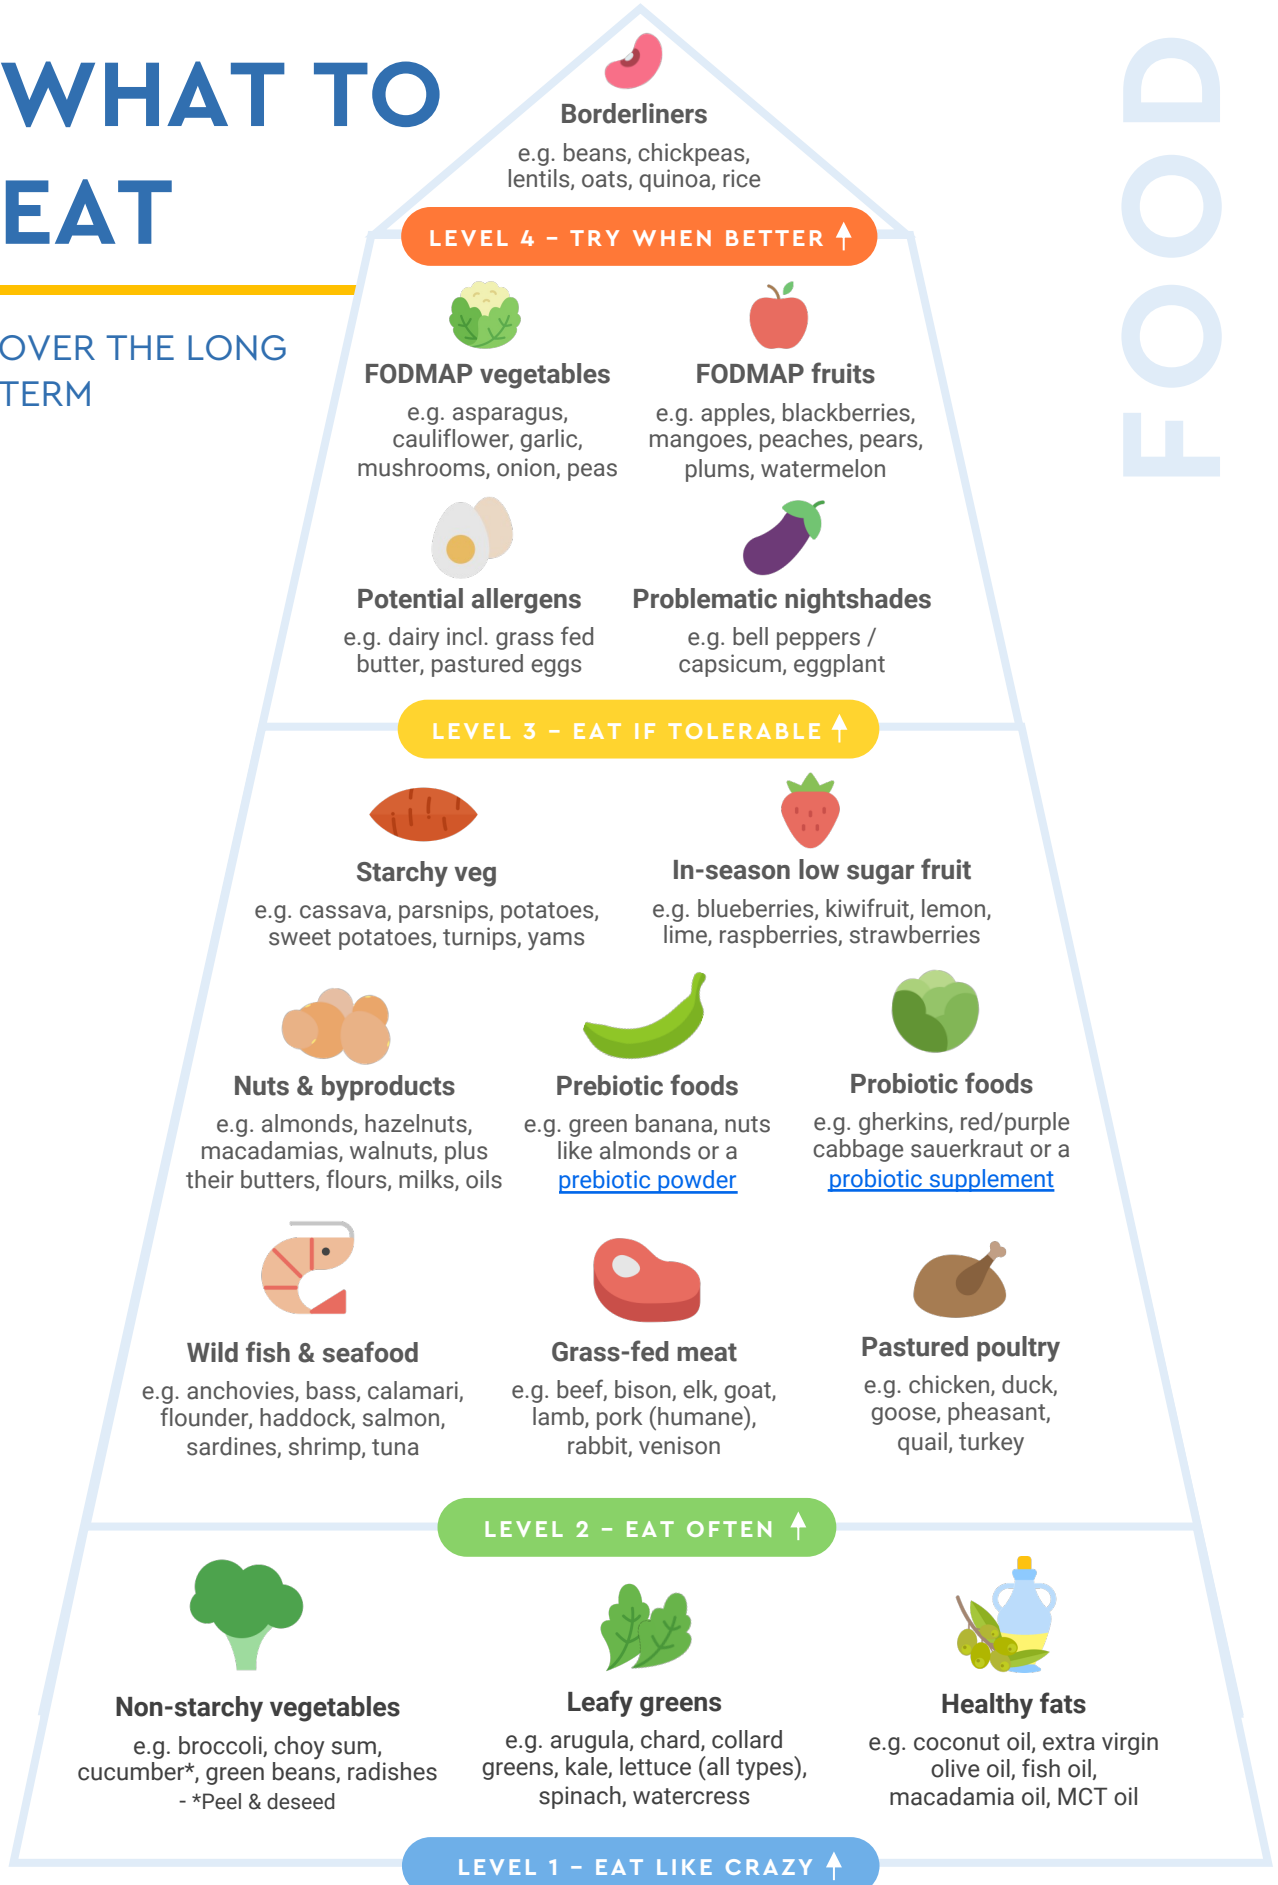 WHAT TO
EAT
OVER THE LONG
TERM
FOOD
Borderliners
e.g. beans, chickpeas,
lentils, oats, quinoa, rice
LEVEL 4 – TRY WHEN BETTER
FODMAP vegetables
e.g. asparagus,
cauliflower, garlic,
mushrooms, onion, peas
FODMAP fruits
e.g. apples, blackberries,
mangoes, peaches, pears,
plums, watermelon
Potential allergens
e.g. dairy incl. grass fed
butter, pastured eggs
Problematic nightshades
e.g. bell peppers /
capsicum, eggplant
LEVEL 3 – EAT IF TOLERABLE
Starchy veg
e.g. cassava, parsnips, potatoes,
sweet potatoes, turnips, yams
In-season low sugar fruit
e.g. blueberries, kiwifruit, lemon,
lime, raspberries, strawberries
Nuts & byproducts
e.g. almonds, hazelnuts,
macadamias, walnuts, plus
their butters, flours, milks, oils
Prebiotic foods
e.g. green banana, nuts
like almonds or a
prebiotic powder
Probiotic foods
e.g. gherkins, red/purple
cabbage sauerkraut or a
probiotic supplement
Wild fish & seafood
e.g. anchovies, bass, calamari,
flounder, haddock, salmon,
sardines, shrimp, tuna
Grass-fed meat
e.g. beef, bison, elk, goat,
lamb, pork (humane),
rabbit, venison
Pastured poultry
e.g. chicken, duck,
goose, pheasant,
quail, turkey
LEVEL 2 – EAT OFTEN
Non-starchy vegetables
e.g. broccoli, choy sum,
cucumber*, green beans, radishes
- *Peel & deseed
Leafy greens
e.g. arugula, chard, collard
greens, kale, lettuce (all types),
spinach, watercress
Healthy fats
e.g. coconut oil, extra virgin
olive oil, fish oil,
macadamia oil, MCT oil
LEVEL 1 – EAT LIKE CRAZY